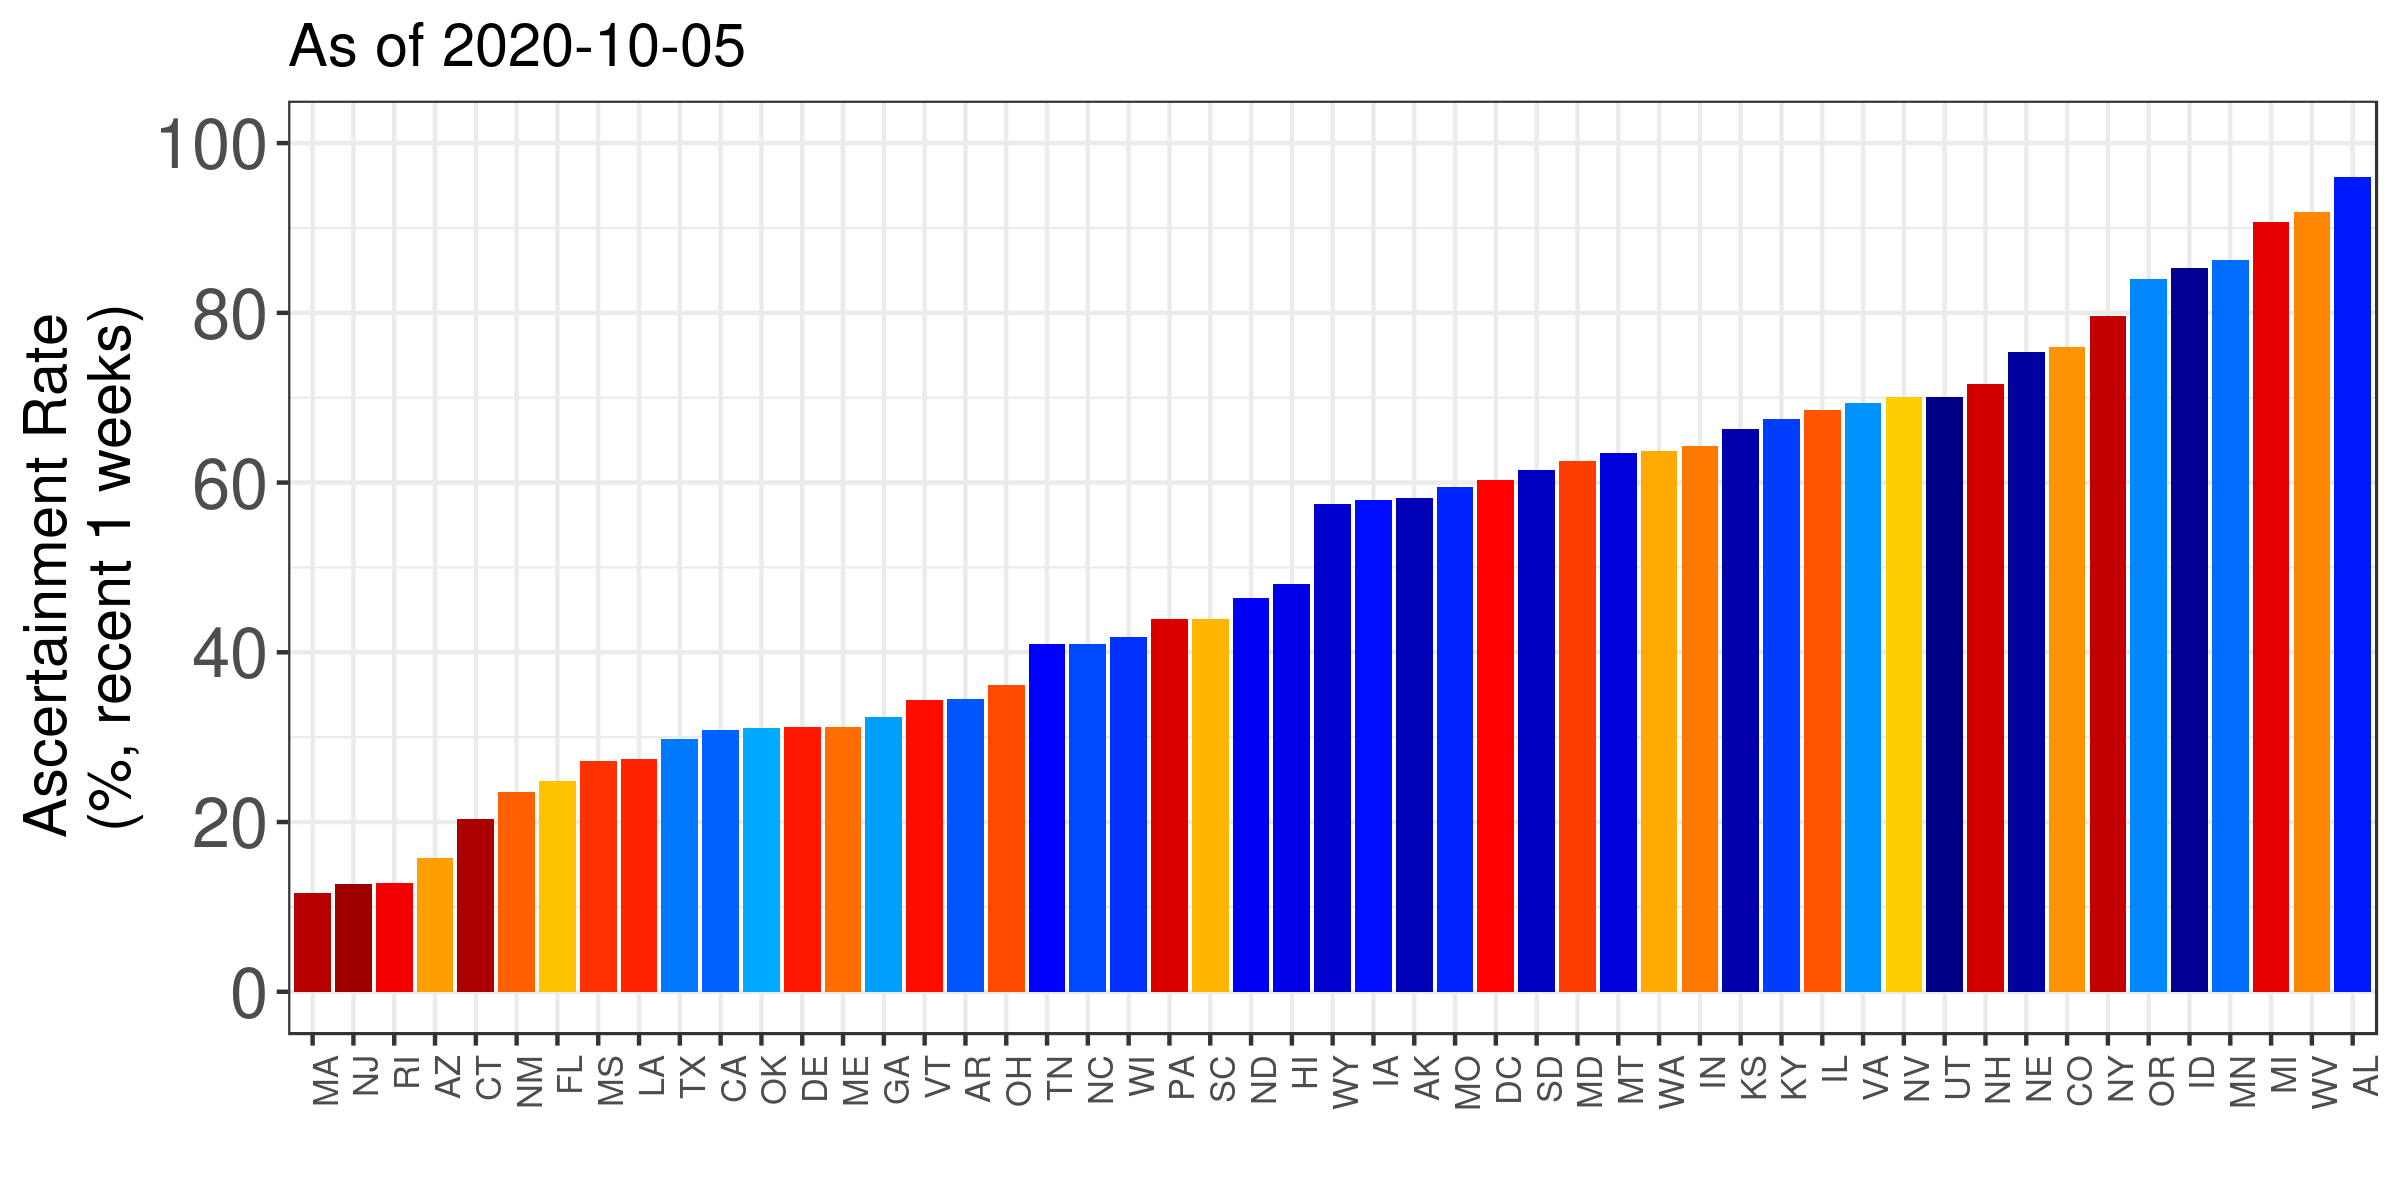 As of 2020-10-05
Ascertainment Rate
(%, recent 1 weeks)
100
80
60
40
20
0
MA
NJ
RI
AZ
CT
NM
FL
MS
LA
TX
CA
OK
DE
ME
GA
VT
AR
OH
TN
NC
WI
PA
SC
ND
HI
WY
IA
AK
MO
DC
SD
MD
MT
WA
IN
KS
KY
IL
VA
NV
UT
NH
NE
CO
NY
OR
ID
MN
MI
WV
AL